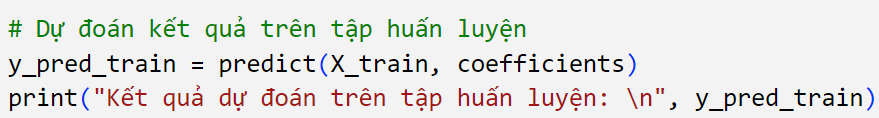 # Dự đoán kết quả trên tập huấn luyện
y_pred_train = predict(X_train, coefficients)
print("Kết quả dự đoán trên tập huấn luyện: \n", y_pred_train)